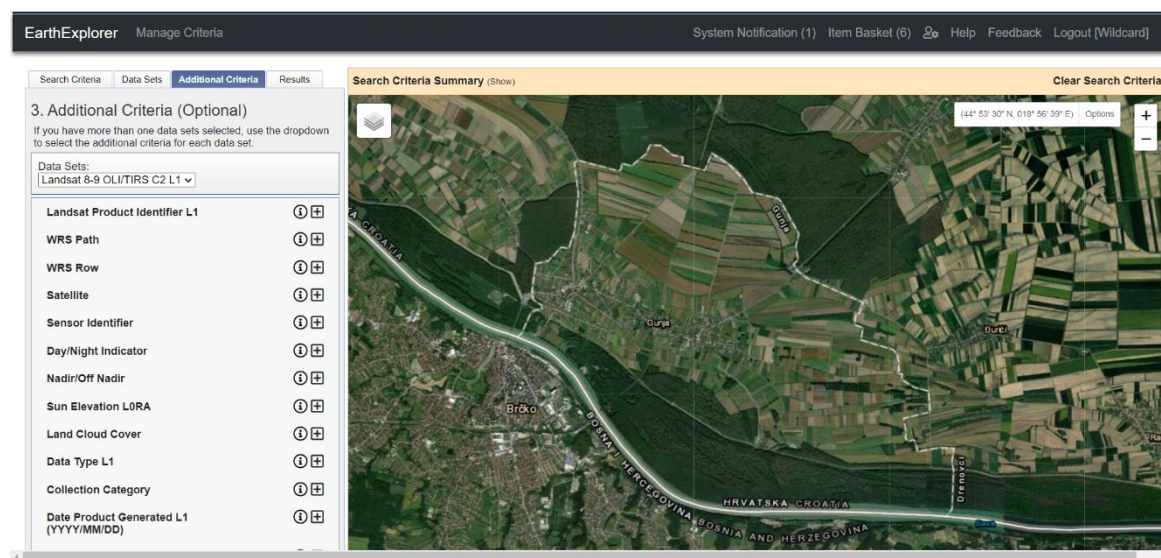 EarthExplorer Manage Criteria System Notification (1) Item Basket (6) Help Feedback Logout [Wildcard]
Search Criteria Data Sets Additional Criteria Results
3. Additional Criteria (Optional)
If you have more than one data sets selected, use the dropdown
to select the additional criteria for each data set.
Data Sets:
Landsat 8-9 OLI/TIRS C2 L1
Landsat Product Identifier L1
WRS Path
WRS Row
Satellite
Sensor Identifier
Day/Night Indicator
Nadir/Off Nadir
Sun Elevation L0RA
Land Cloud Cover
Data Type L1
Collection Category
Date Product Generated L1
(YYYY/MM/DD)
Search Criteria Summary (Show) Clear Search Criteria
(44° 53' 30" N, 018° 56' 39" E) Options
+
−
CROATIA
Gunja
Gunja
Đurići
Brčko
BOSNA I HERCEGOVINA
HRVATSKA CROATIA
BOSNIA AND HERZEGOVINA
Drenovci